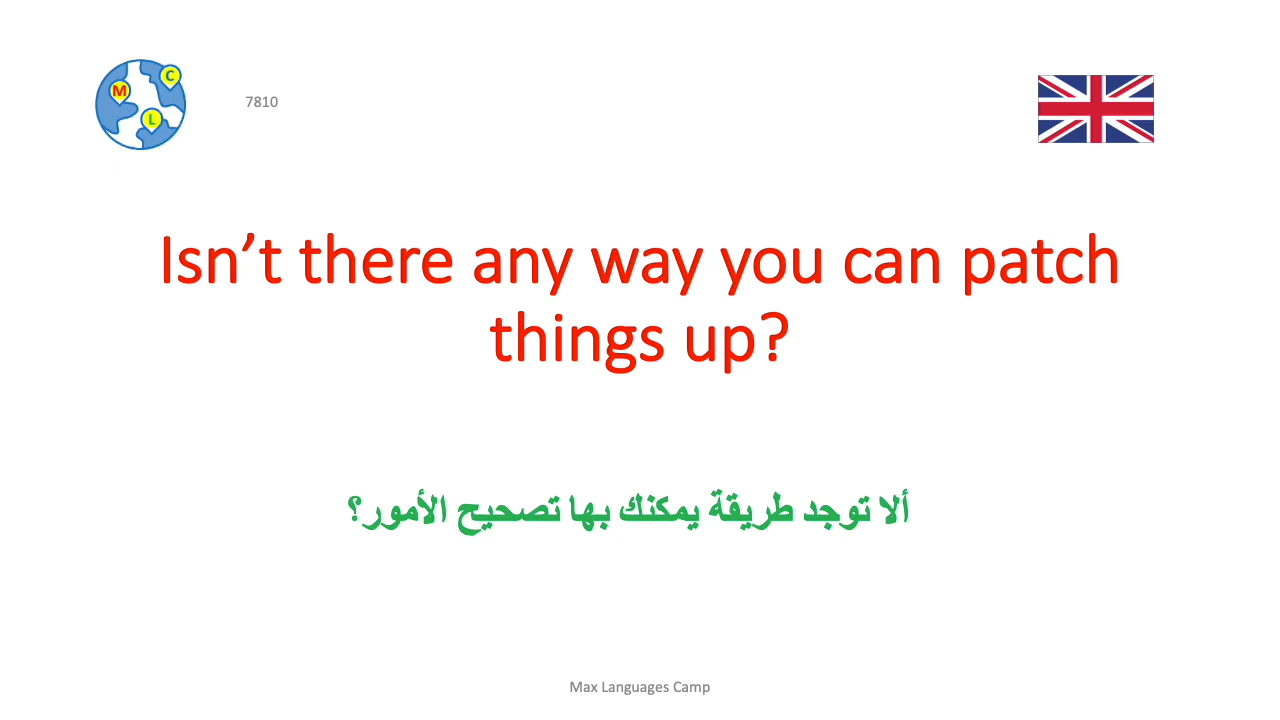 M
C
L
7810
Isn’t there any way you can patch
things up?
ألا توجد طريقة يمكنك بها تصحيح الأمور؟
Max Languages Camp